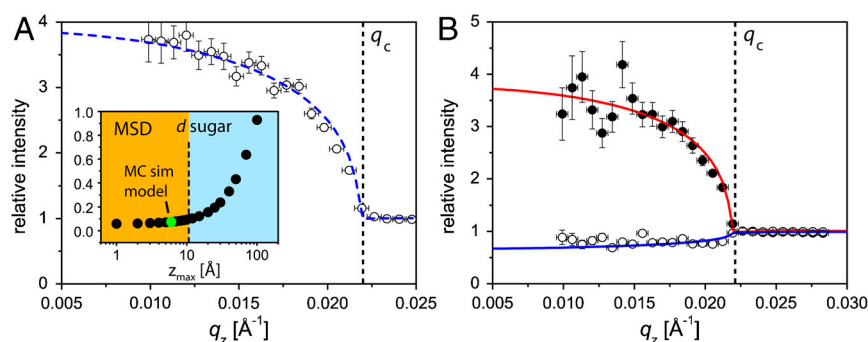 A
B
4
3
2
1
0
relative intensity
q_c
1.0
0.8
0.6
0.4
0.2
0.0
MSD
d sugar
MC sim
model
1
10
100
z_max [Å]
0.005
0.010
0.015
0.020
0.025
q_z [Å⁻¹]
5
4
3
2
1
0
relative intensity
q_c
0.005
0.010
0.015
0.020
0.025
0.030
q_z [Å⁻¹]